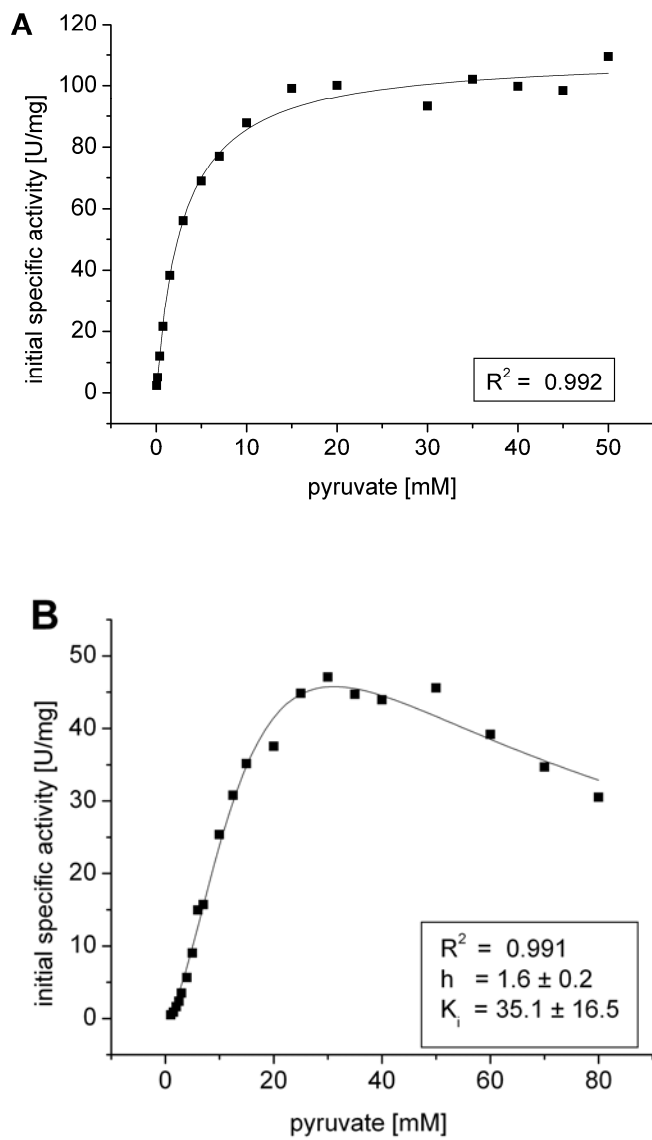 A
120
100
80
60
40
20
0
initial specific activity [U/mg]
R² = 0.992
0 10 20 30 40 50
pyruvate [mM]
B
50
40
30
20
10
0
initial specific activity [U/mg]
R² = 0.991
h = 1.6 ± 0.2
Kᵢ = 35.1 ± 16.5
0 20 40 60 80
pyruvate [mM]